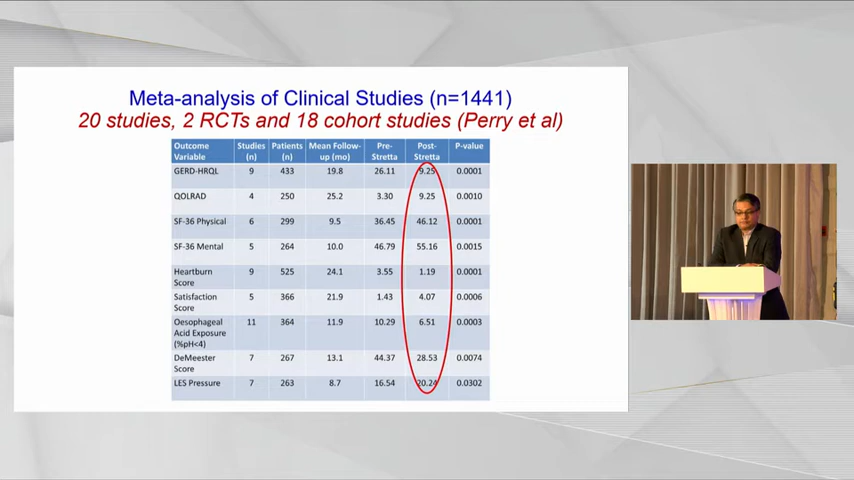 Meta-analysis of Clinical Studies (n=1441)
20 studies, 2 RCTs and 18 cohort studies (Perry et al)
Outcome Variable Studies (n) Patients (n) Mean Follow-up (mo) Pre-Stretta Post-Stretta P-value
GERD-HRQL 9 433 19.8 26.11 9.25 0.0001
QOLRAD 4 250 25.2 3.30 9.25 0.0010
SF-36 Physical 6 299 9.5 36.45 46.12 0.0001
SF-36 Mental 5 264 10.0 46.79 55.16 0.0015
Heartburn Score 9 525 24.1 3.55 1.19 0.0001
Satisfaction Score 5 366 21.9 1.43 4.07 0.0006
Oesophageal Acid Exposure (%pH<4) 11 364 11.9 10.29 6.51 0.0003
DeMeester Score 7 267 13.1 44.37 28.53 0.0074
LES Pressure 7 263 8.7 16.54 20.24 0.0302